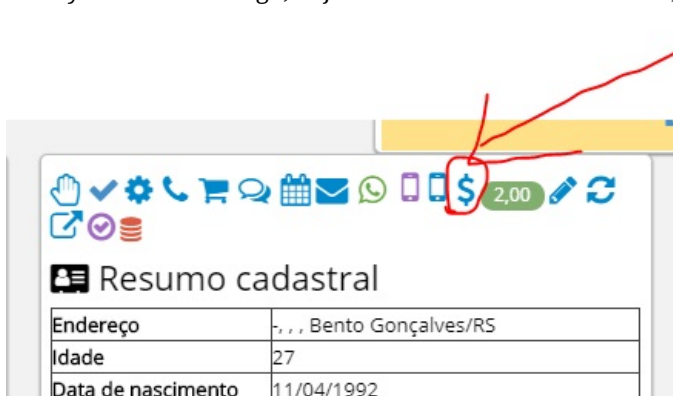 $ 2,00
Resumo cadastral
Endereço -, , , Bento Gonçalves/RS
Idade 27
Data de nascimento 11/04/1992